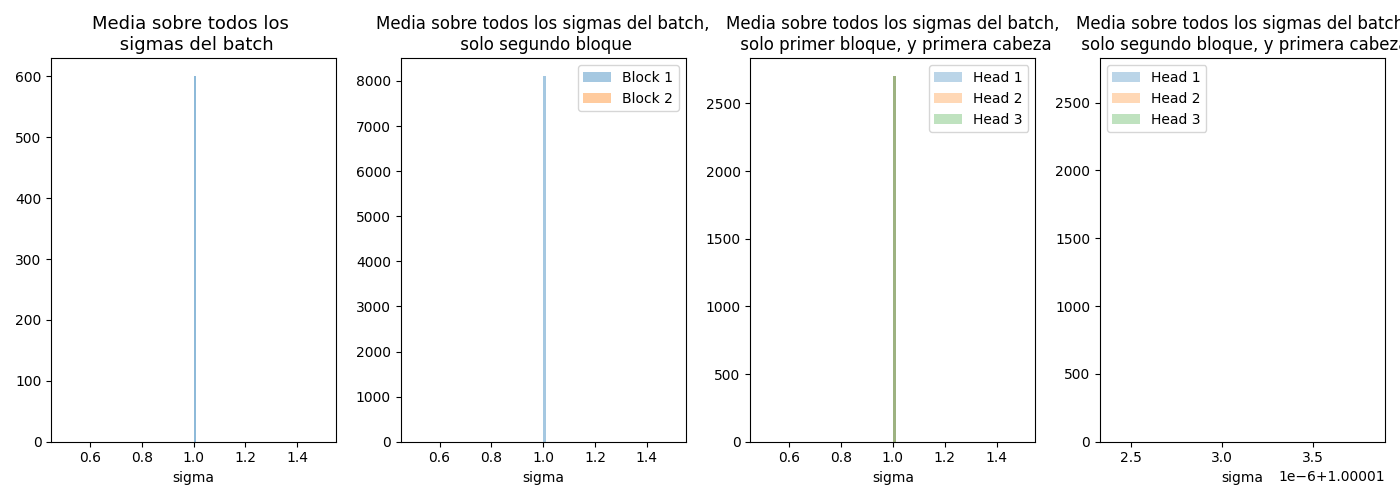 Media sobre todos los
sigmas del batch
600
500
400
300
200
100
0
0.6 0.8 1.0 1.2 1.4
sigma
Media sobre todos los sigmas del batch,
solo segundo bloque
8000
7000
6000
5000
4000
3000
2000
1000
0
Block 1
Block 2
0.6 0.8 1.0 1.2 1.4
sigma
Media sobre todos los sigmas del batch,
solo primer bloque, y primera cabeza
2500
2000
1500
1000
500
0
Head 1
Head 2
Head 3
0.6 0.8 1.0 1.2 1.4
sigma
Media sobre todos los sigmas del batch
solo segundo bloque, y primera cabeza
2500
2000
1500
1000
500
0
Head 1
Head 2
Head 3
2.5 3.0 3.5
sigma 1e−6+1.00001